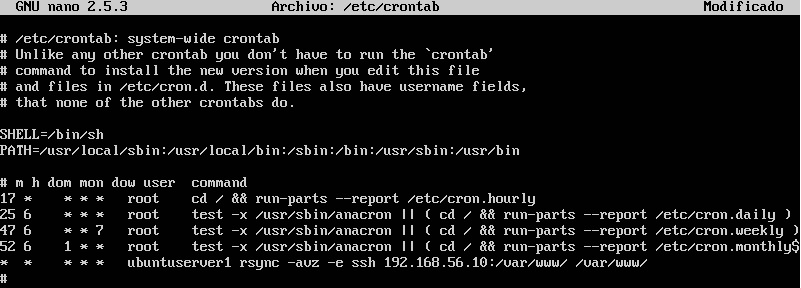 GNU nano 2.5.3 Archivo: /etc/crontab Modificado
# /etc/crontab: system-wide crontab
# Unlike any other crontab you don't have to run the `crontab'
# command to install the new version when you edit this file
# and files in /etc/cron.d. These files also have username fields,
# that none of the other crontabs do.
SHELL=/bin/sh
PATH=/usr/local/sbin:/usr/local/bin:/sbin:/bin:/usr/sbin:/usr/bin
# m h dom mon dow user command
17 * * * * root cd / && run-parts --report /etc/cron.hourly
25 6 * * * root test -x /usr/sbin/anacron || ( cd / && run-parts --report /etc/cron.daily )
47 6 * * 7 root test -x /usr/sbin/anacron || ( cd / && run-parts --report /etc/cron.weekly )
52 6 1 * * root test -x /usr/sbin/anacron || ( cd / && run-parts --report /etc/cron.monthly$
* * * * * ubuntuserver1 rsync -avz -e ssh 192.168.56.10:/var/www/ /var/www/
#